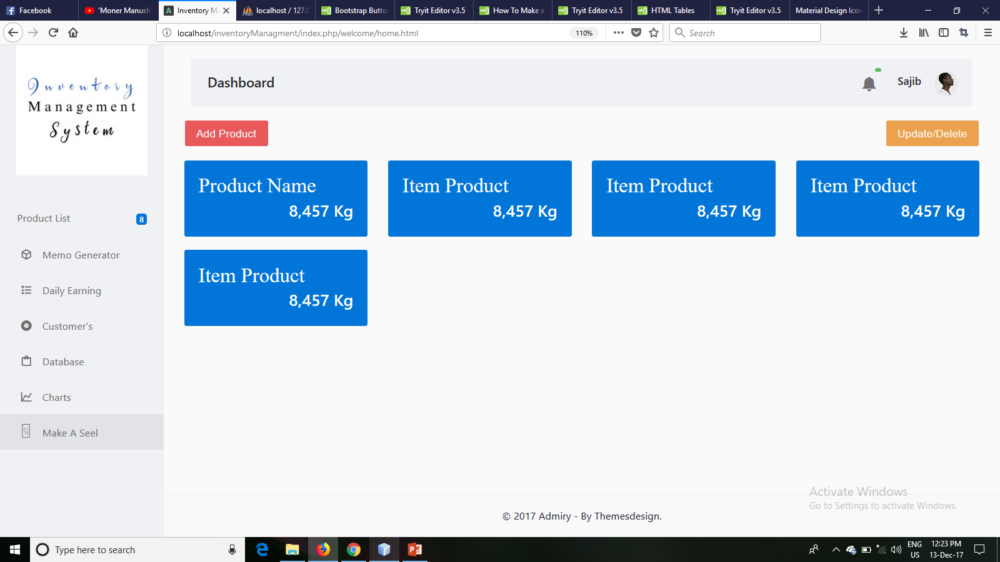 Facebook
'Moner Manush
Inventory Ma
localhost / 127.0
Bootstrap Butto
Tryit Editor v3.5
How To Make a
Tryit Editor v3.5
HTML Tables
Tryit Editor v3.5
Material Design Icon
localhost/inventoryManagment/index.php/welcome/home.html
110%
Search
Inventory
Management
System
Dashboard
Sajib
Add Product
Update/Delete
Product Name
8,457 Kg
Item Product
8,457 Kg
Item Product
8,457 Kg
Item Product
8,457 Kg
Item Product
8,457 Kg
Product List
8
Memo Generator
Daily Earning
Customer's
Database
Charts
Make A Seel
Activate Windows
Go to Settings to activate Windows.
© 2017 Admiry - By Themesdesign.
Type here to search
ENG
US
12:23 PM
13-Dec-17